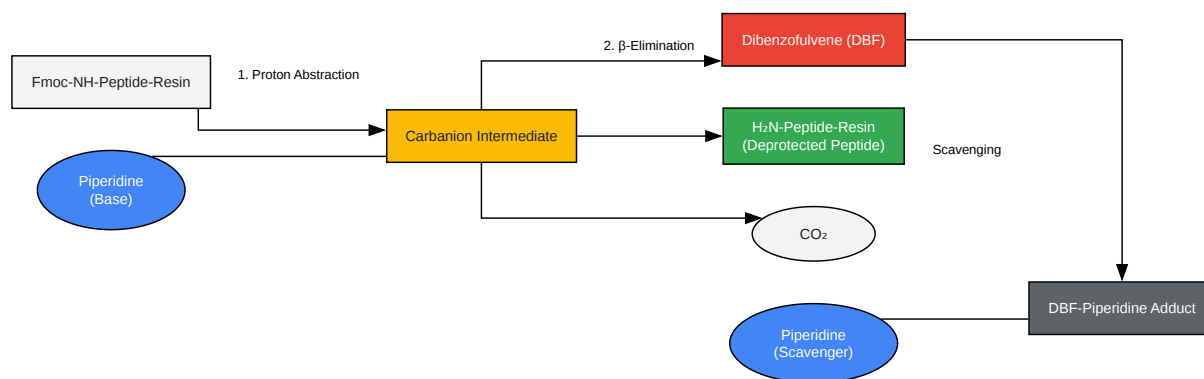 Fmoc-NH-Peptide-Resin
1. Proton Abstraction
Piperidine
(Base)
Carbanion Intermediate
2. β-Elimination
Dibenzofulvene (DBF)
H₂N-Peptide-Resin
(Deprotected Peptide)
Scavenging
CO₂
Piperidine
(Scavenger)
DBF-Piperidine Adduct